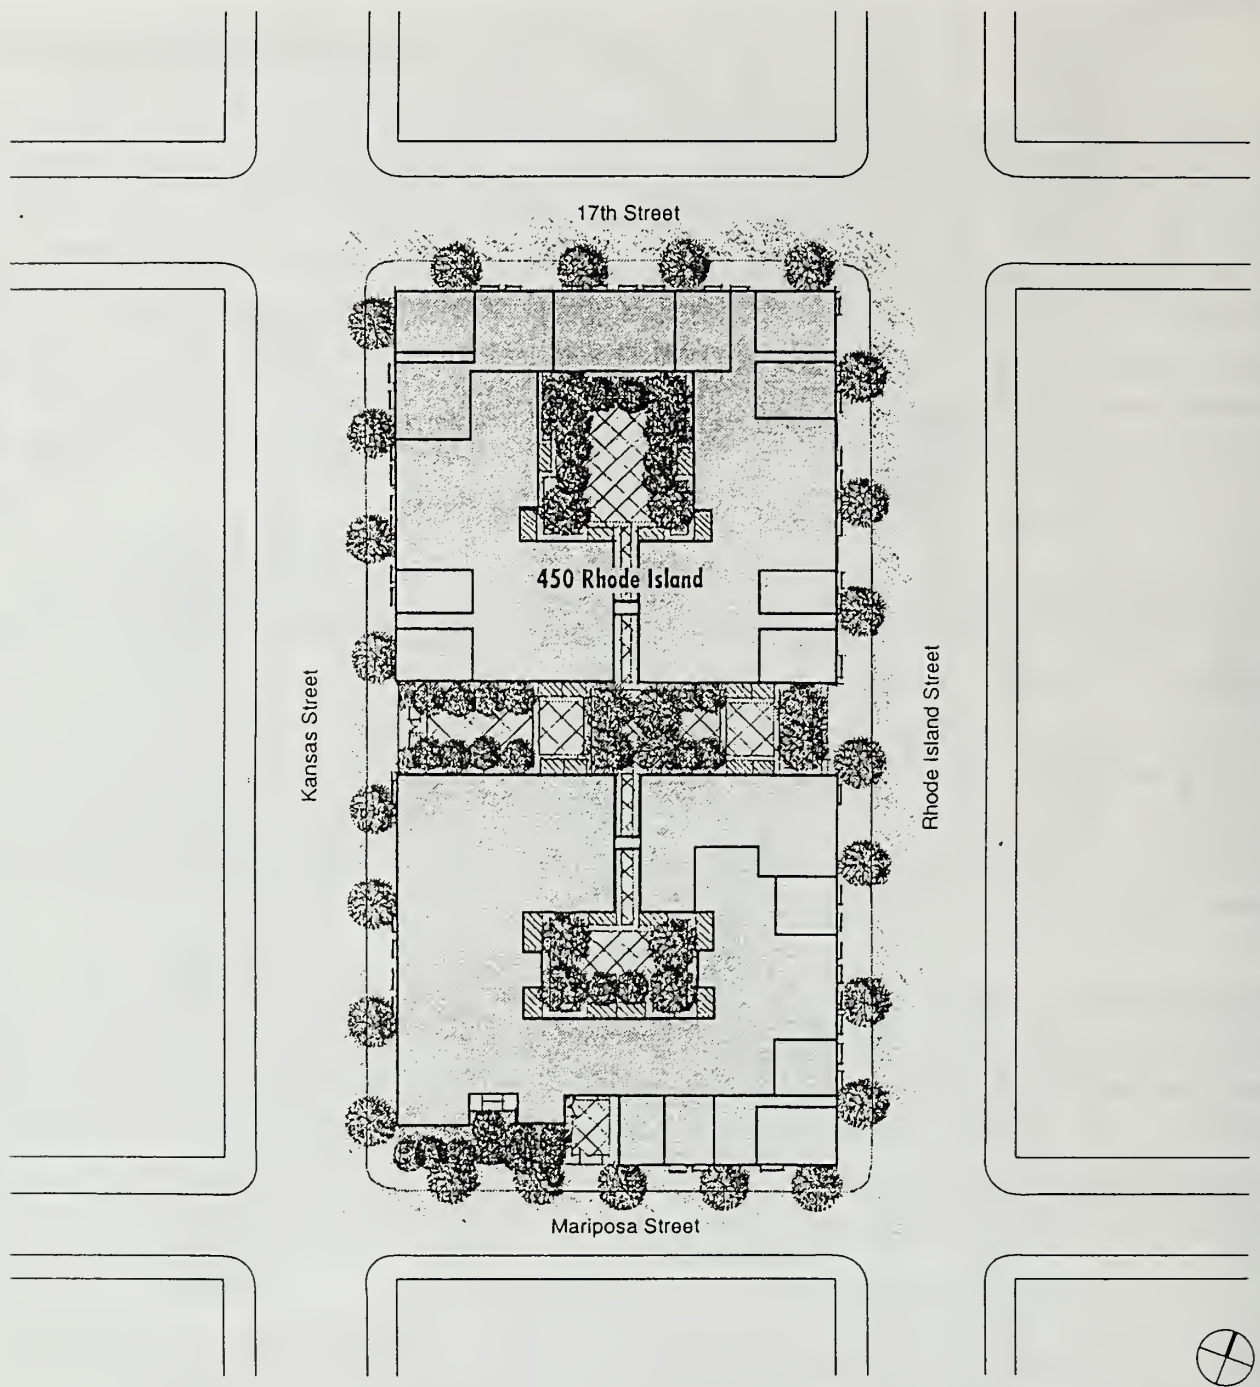 17th Street
450 Rhode Island
Kansas Street
Rhode Island Street
Mariposa Street